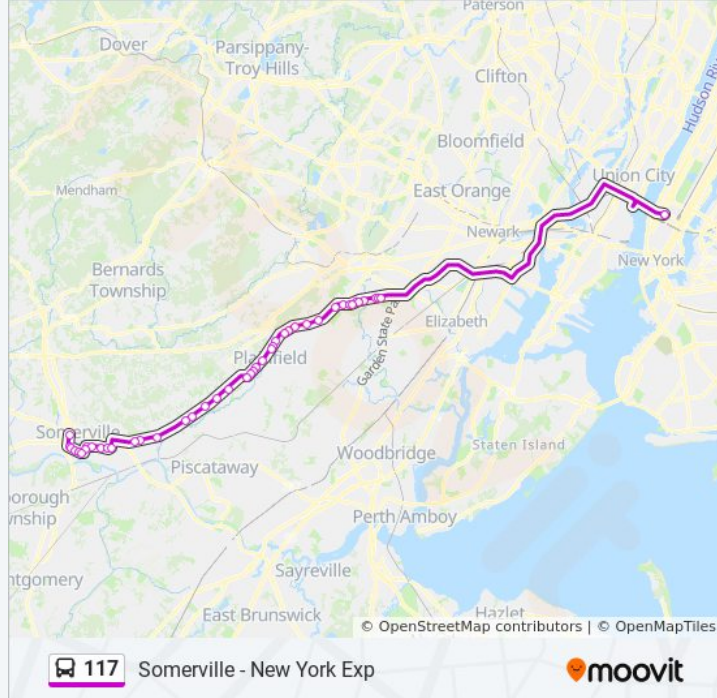 Paterson
Dover
Parsippany-
Troy Hills
Clifton
Hudson Riv
Bloomfield
Union City
Mendham
East Orange
Newark
New York
Bernards
Township
Elizabeth
Garden State Pa
Plainfield
Somerville
Staten Island
Woodbridge
Piscataway
orough
wnship
Perth Amboy
Sayreville
ntgomery
East Brunswick
Hazlet
© OpenStreetMap contributors | © OpenMapTiles
117 Somerville - New York Exp
moovit